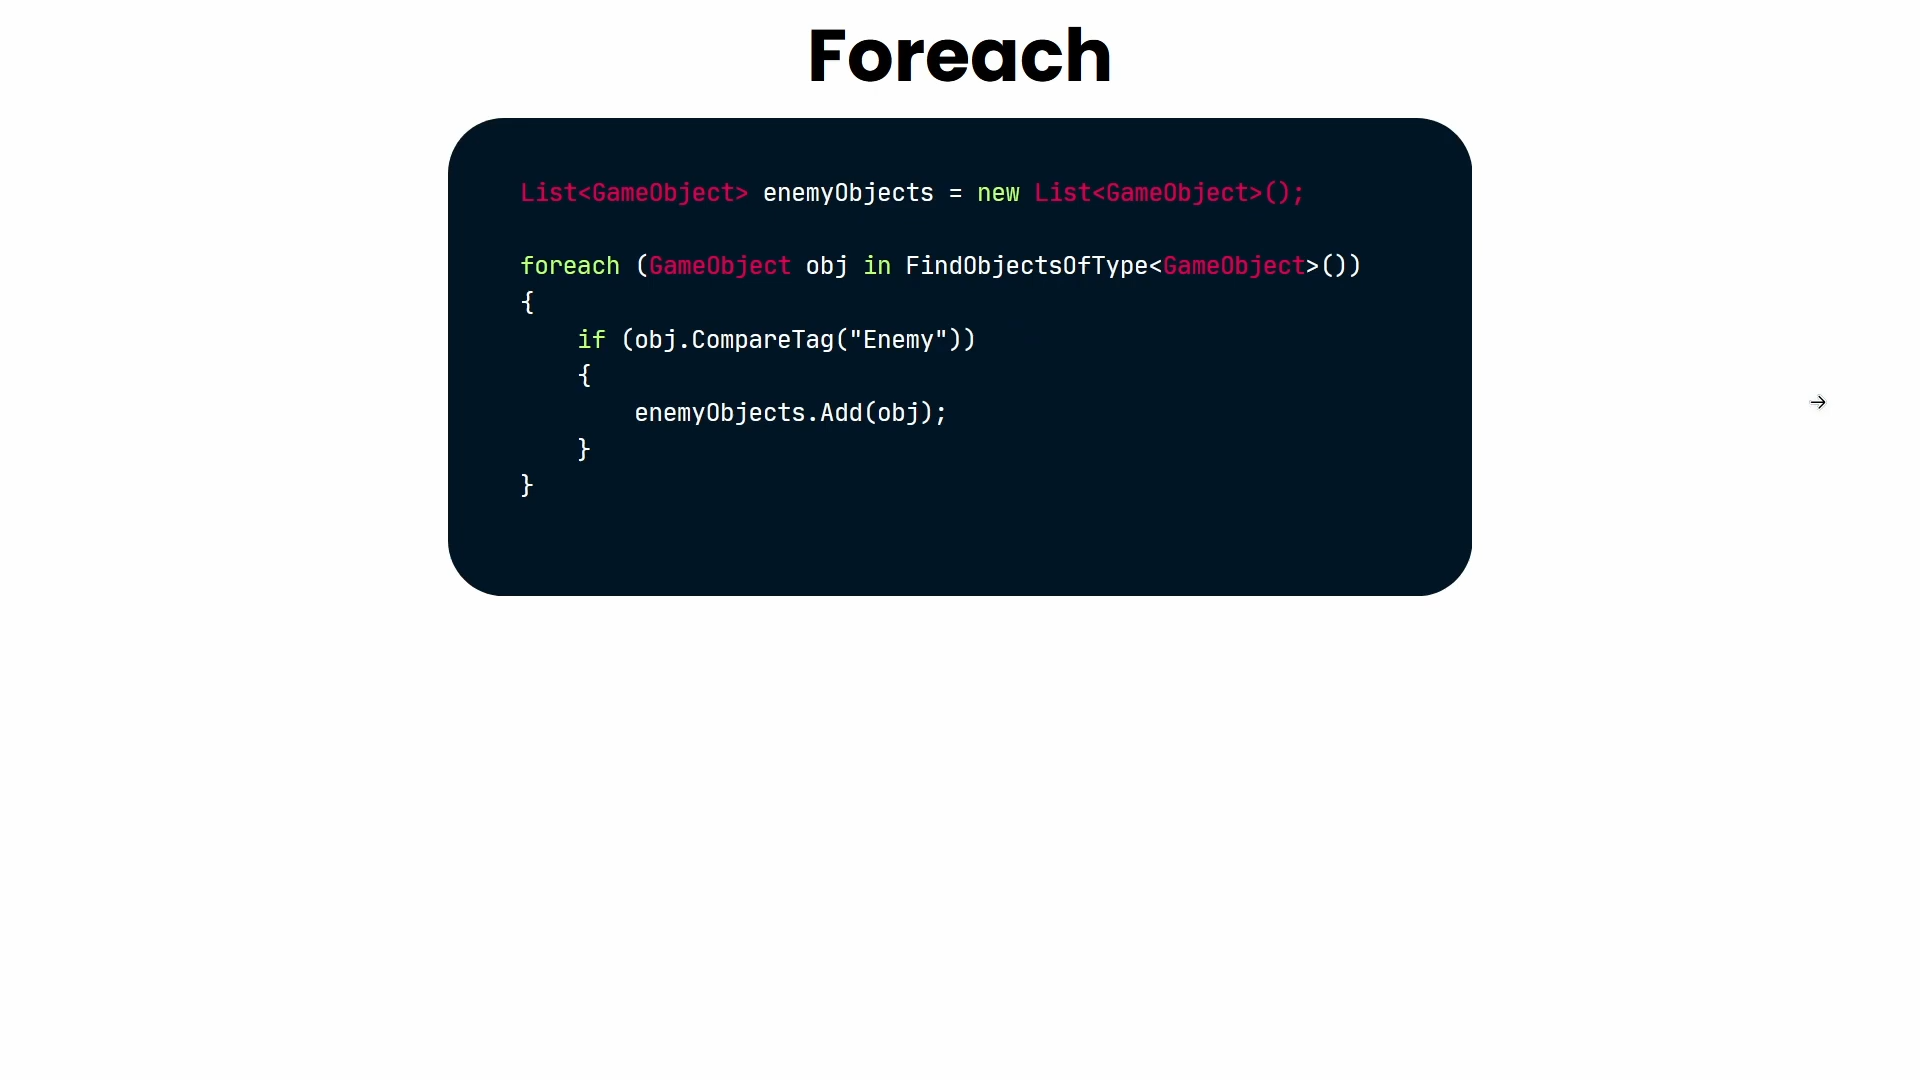 Foreach
List<GameObject> enemyObjects = new List<GameObject>();
foreach (GameObject obj in FindObjectsOfType<GameObject>())
{
    if (obj.CompareTag("Enemy"))
    {
        enemyObjects.Add(obj);
    }
}